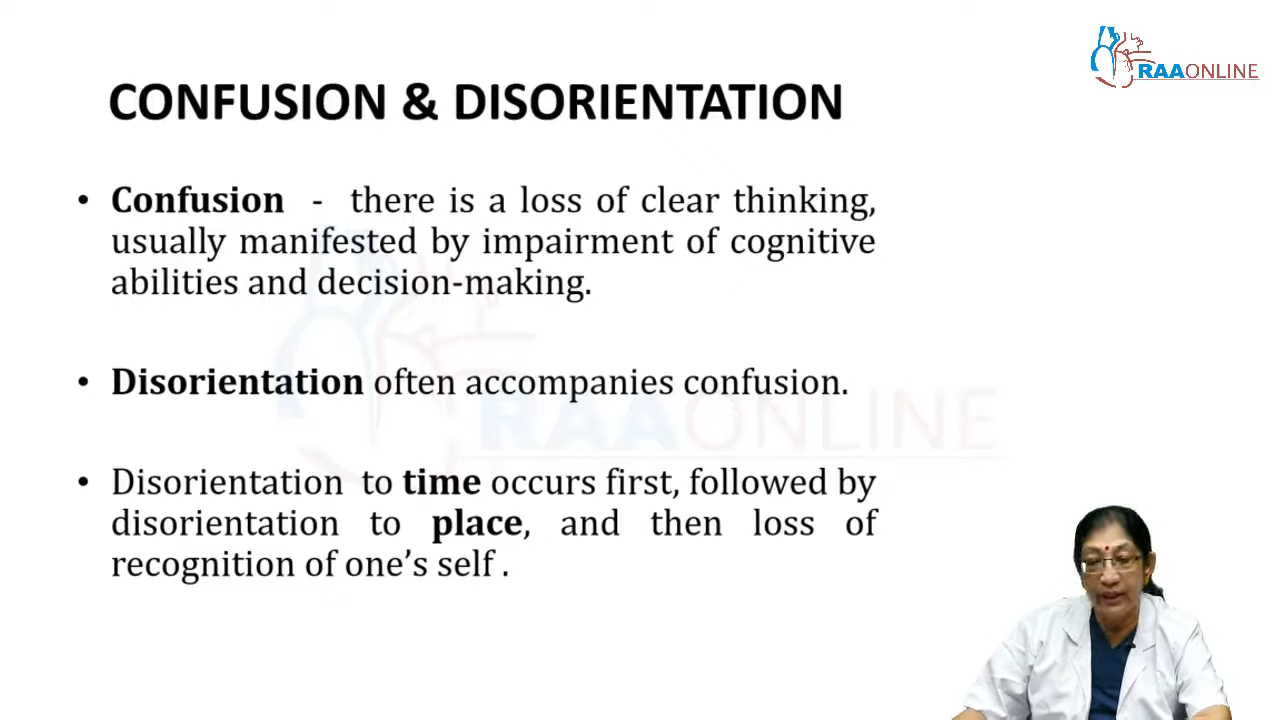 RAAONLINE
CONFUSION & DISORIENTATION
• Confusion - there is a loss of clear thinking,
usually manifested by impairment of cognitive
abilities and decision-making.
• Disorientation often accompanies confusion.
RAAONLINE
• Disorientation to time occurs first, followed by
disorientation to place, and then loss of
recognition of one’s self .